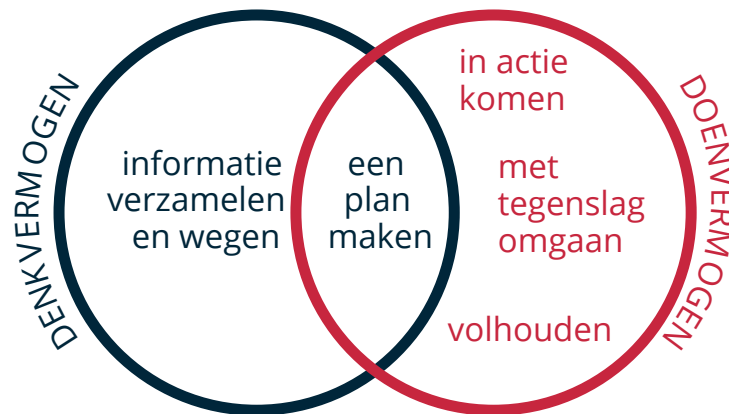 DENKVERMOGEN
informatie
verzamelen
en wegen
een
plan
maken
in actie
komen
met
tegenslag
omgaan
volhouden
DOENVERMOGEN